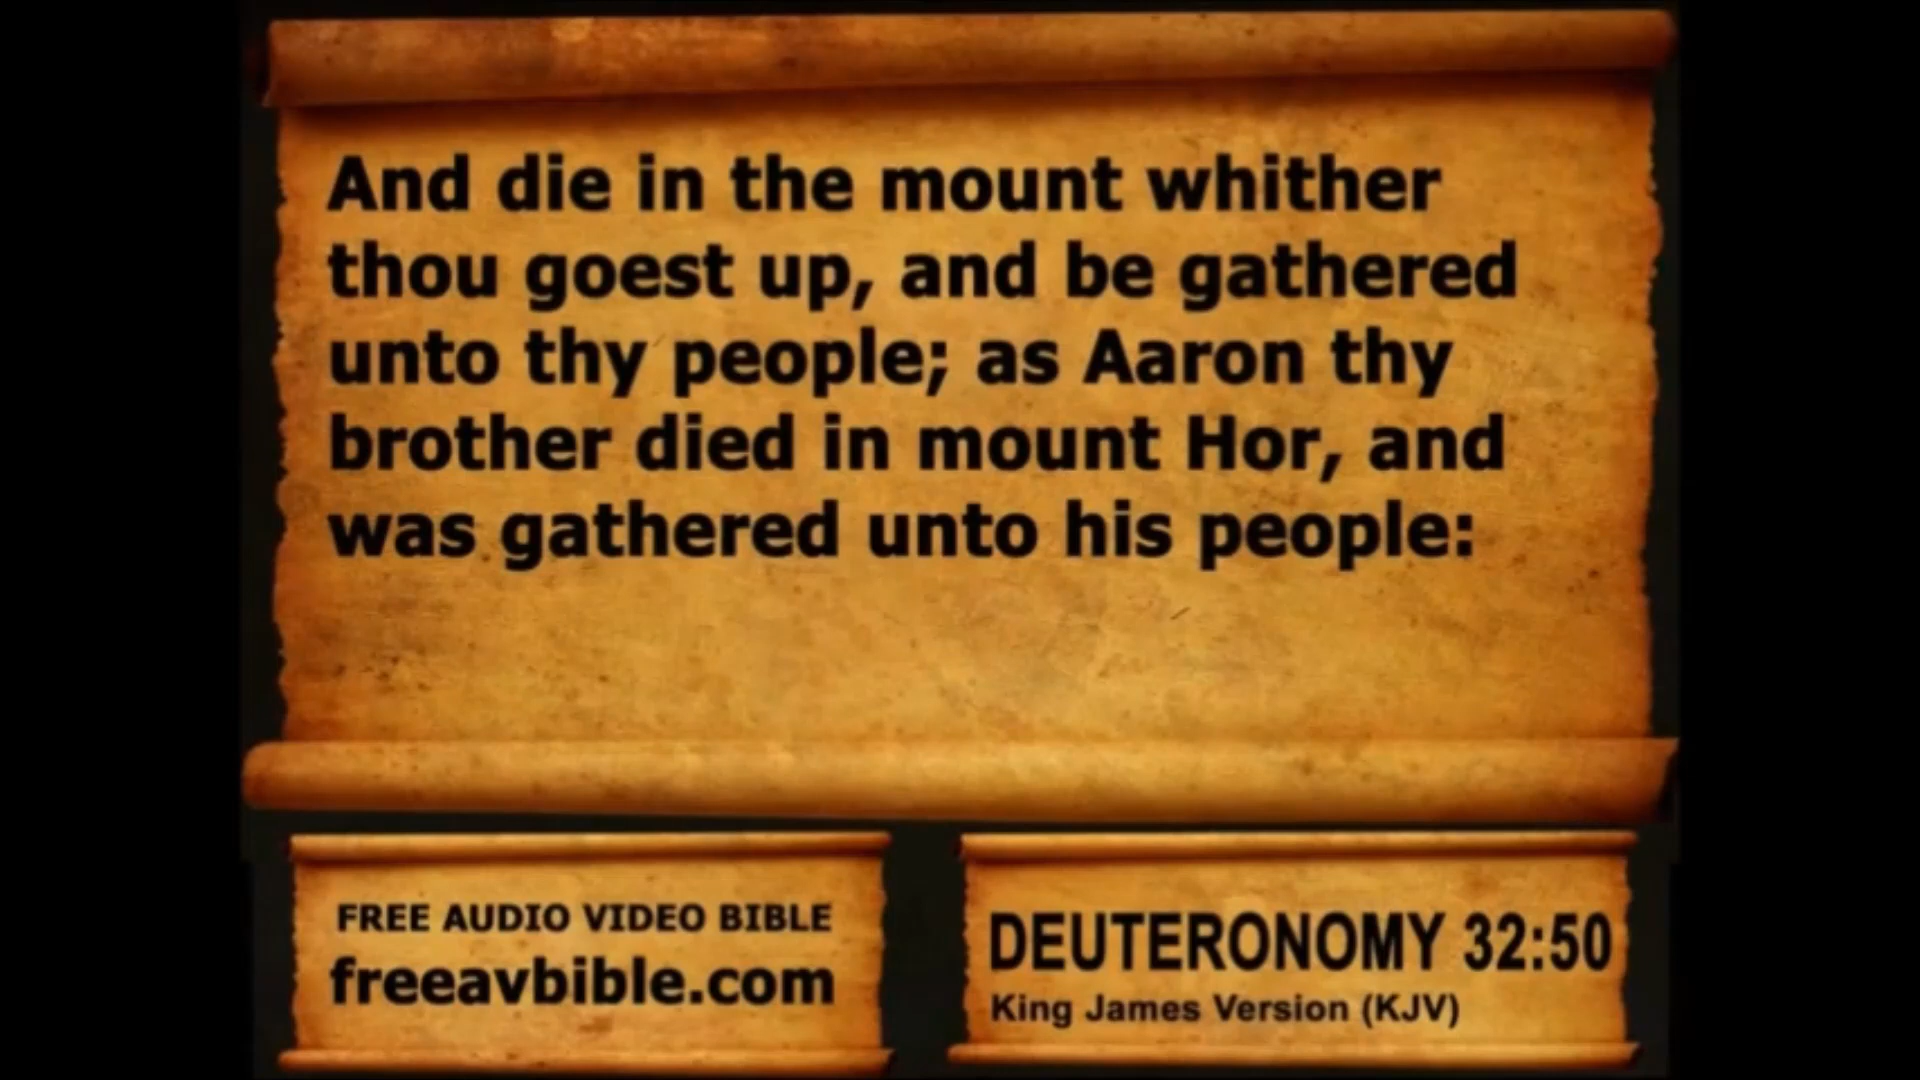 And die in the mount whither
thou goest up, and be gathered
unto thy people; as Aaron thy
brother died in mount Hor, and
was gathered unto his people:
FREE AUDIO VIDEO BIBLE
freeavbible.com
DEUTERONOMY 32:50
King James Version (KJV)